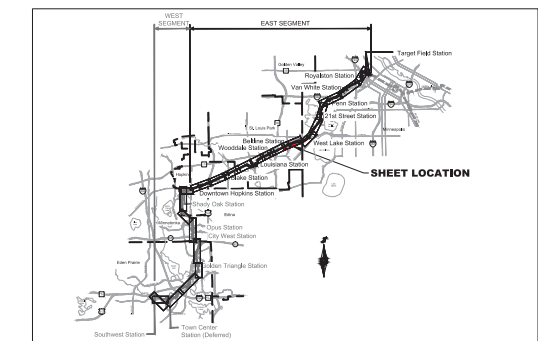 WEST
SEGMENT
EAST SEGMENT
Target Field Station
Golden Valley
Royalston Station
Van White Station
Penn Station
21st Street Station
Minneapolis
St. Louis Park
Beltline Station
West Lake Station
Wooddale Station
Louisiana Station
SHEET LOCATION
Blake Station
Hopkins
Downtown Hopkins Station
Shady Oak Station
Edina
Opus Station
Minnetonka
City West Station
Eden Prairie
Golden Triangle Station
Southwest Station
Town Center
Station (Deferred)